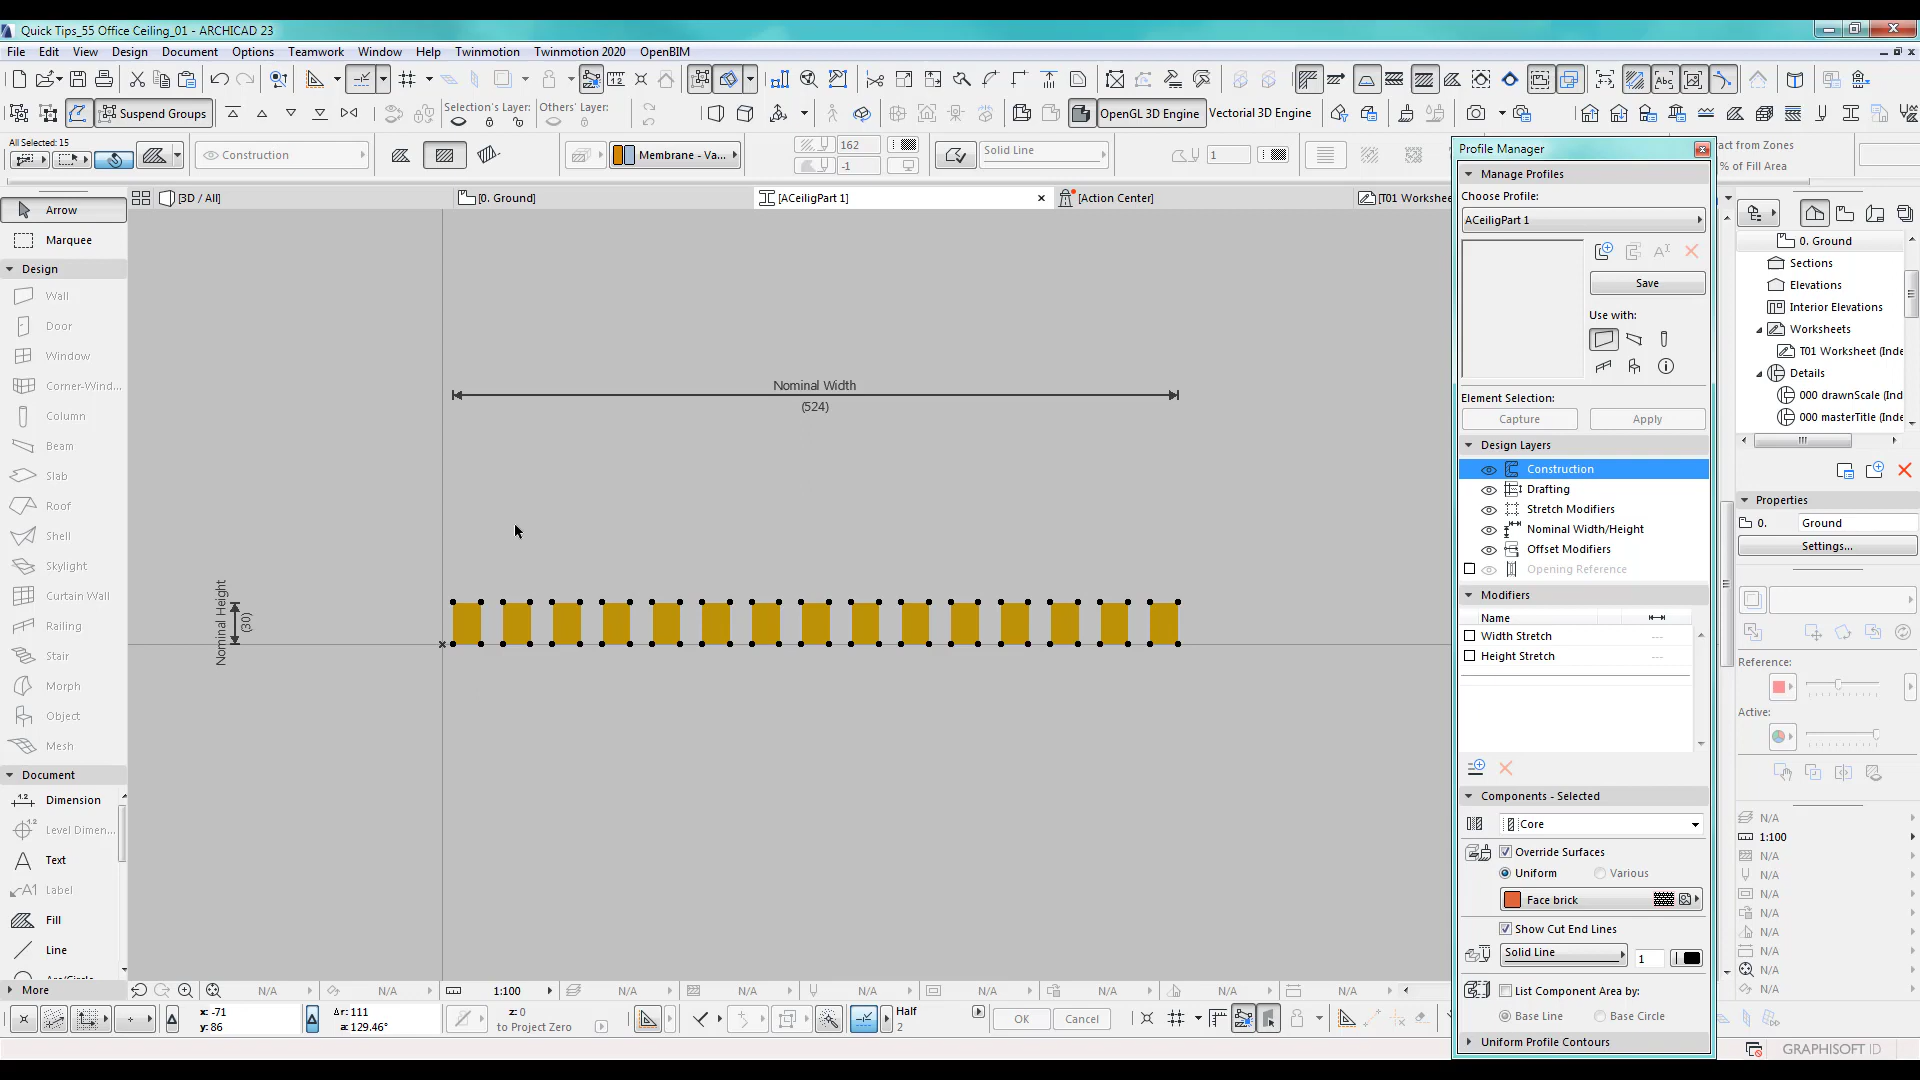 Quick Tips_55 Office Ceiling_01 - ARCHICAD 23
File Edit View Design Document Options Teamwork Window Help Twinmotion Twinmotion 2020 OpenBIM
Suspend Groups
Selection's Layer: Others' Layer:
OpenGL 3D Engine Vectorial 3D Engine
All Selected: 15
Construction
Membrane - Va...
162
-1
Solid Line
1
act from Zones
% of Fill Area
[3D / All]
[0. Ground]
[ACeiligPart 1]
[Action Center]
[T01 Workshee
Arrow
Marquee
Design
Wall
Door
Window
Corner-Wind...
Column
Beam
Slab
Roof
Shell
Skylight
Curtain Wall
Railing
Stair
Morph
Object
Mesh
Document
Dimension
Level Dimen...
Text
Label
Fill
Line
More
Nominal Width
(524)
Nominal Height
(30)
Profile Manager
Manage Profiles
Choose Profile:
ACeiligPart 1
Save
Use with:
Element Selection:
Capture Apply
Design Layers
Construction
Drafting
Stretch Modifiers
Nominal Width/Height
Offset Modifiers
Opening Reference
Modifiers
Name
Width Stretch ---
Height Stretch ---
Components - Selected
Core
Override Surfaces
Uniform Various
Face brick
Show Cut End Lines
Solid Line 1
List Component Area by:
Base Line Base Circle
Uniform Profile Contours
0. Ground
Sections
Elevations
Interior Elevations
Worksheets
T01 Worksheet (Inde
Details
000 drawnScale (Ind
000 masterTitle (Ind
Properties
0. Ground
Settings...
Reference:
Active:
N/A
1:100
N/A
N/A
N/A
N/A
N/A
N/A
N/A
N/A
N/A N/A 1:100 N/A N/A N/A N/A N/A N/A N/A
x: -71
y: 86
Δr: 111
a: 129.46°
z: 0
to Project Zero
Half
2
OK Cancel
GRAPHISOFT ID